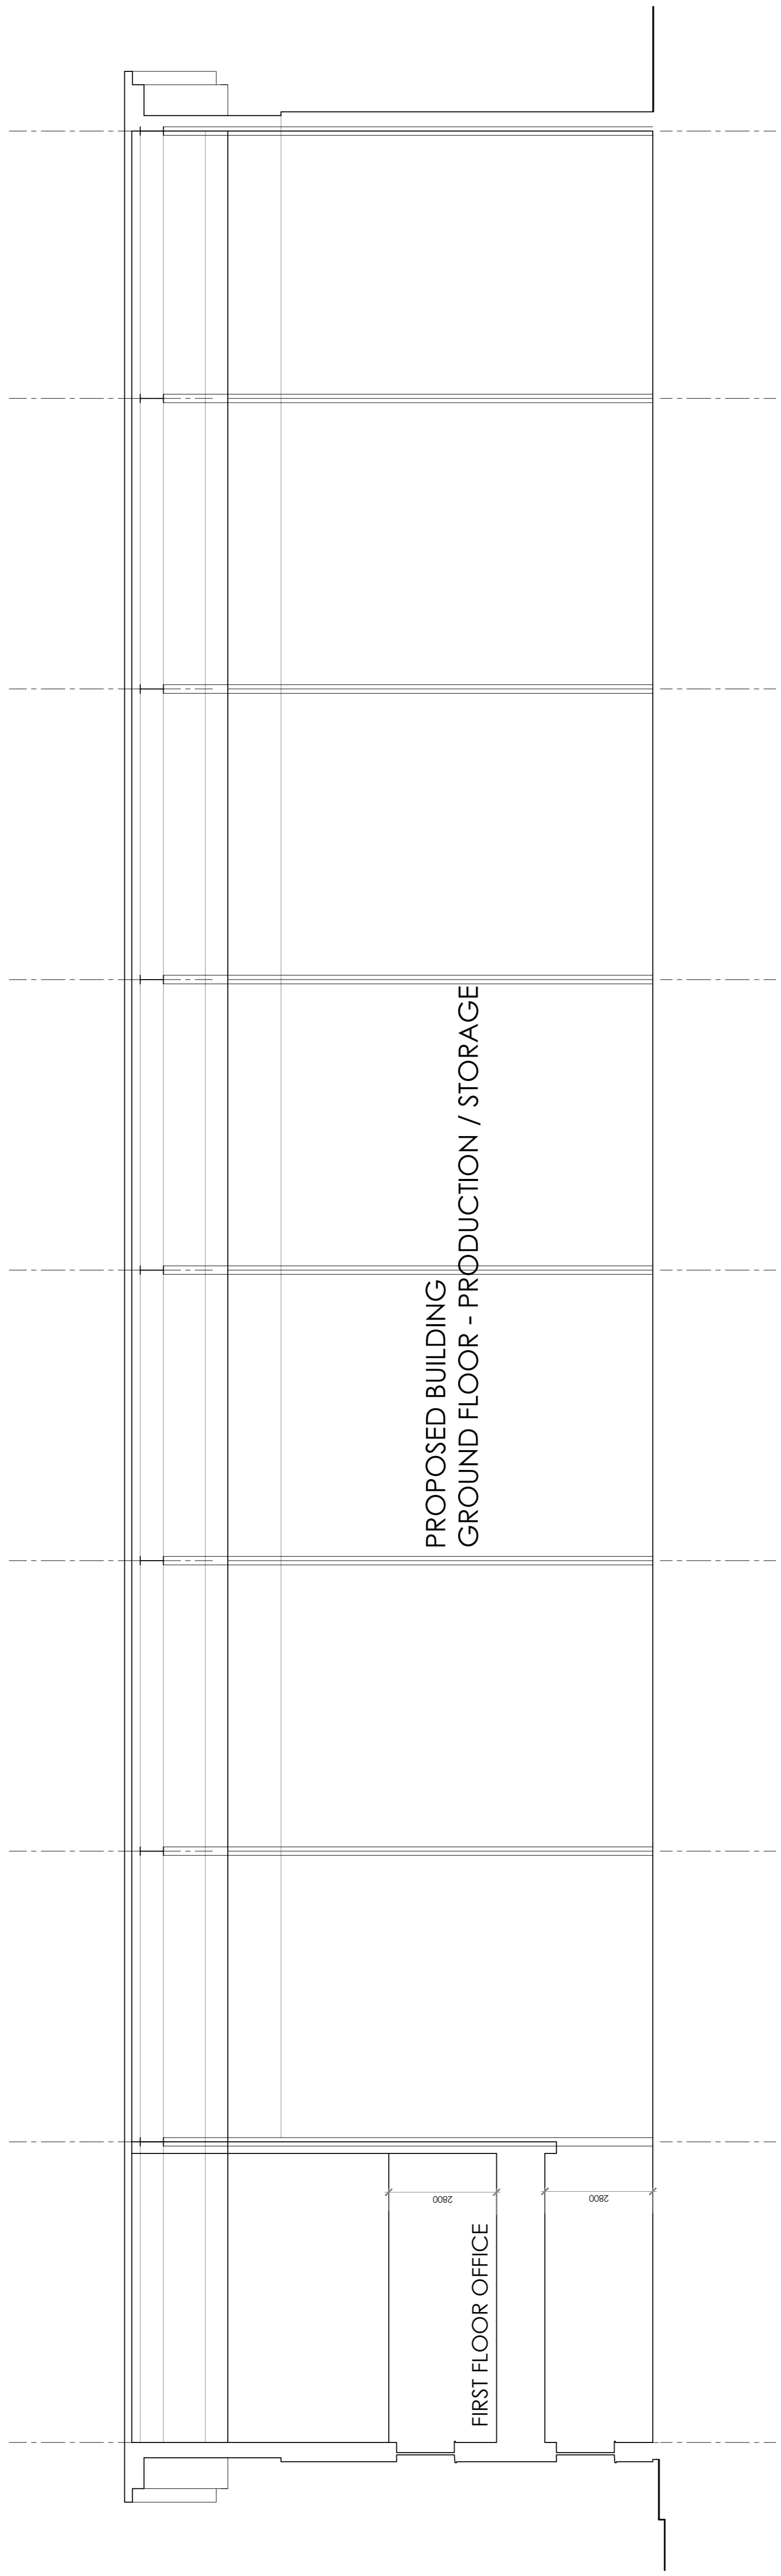 PROPOSED BUILDING
GROUND FLOOR - PRODUCTION / STORAGE
FIRST FLOOR OFFICE
2800
2800